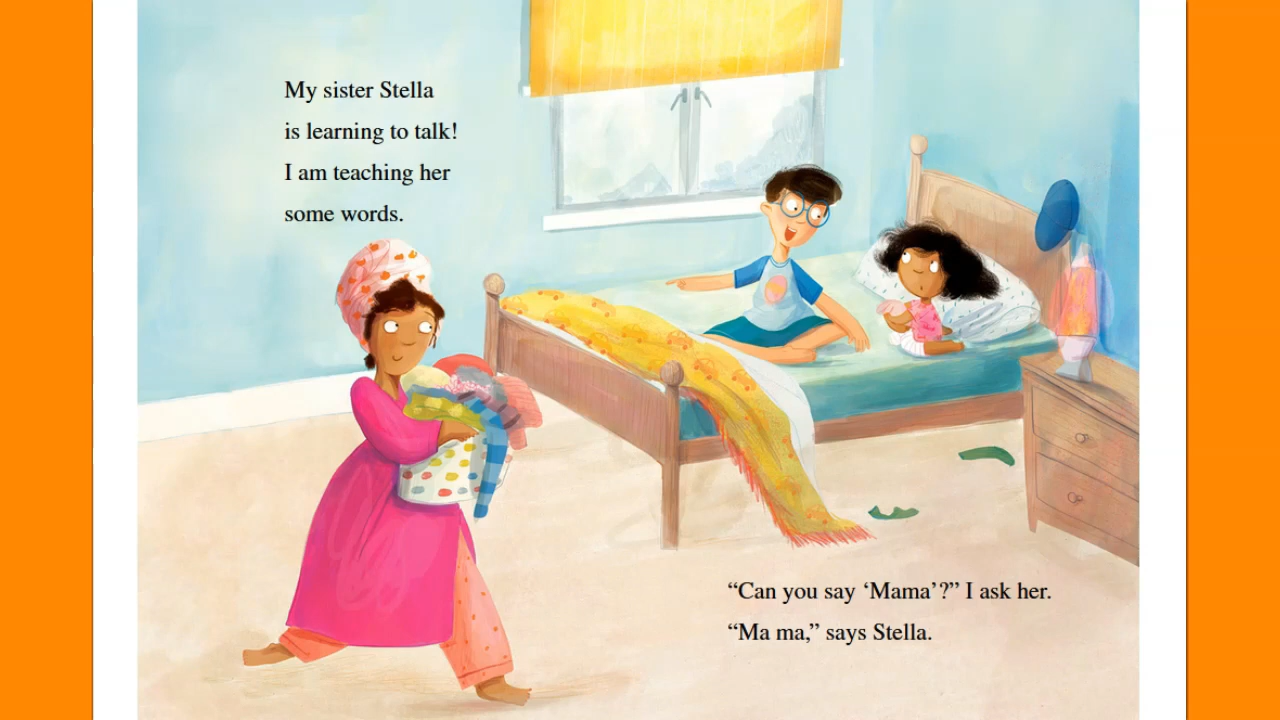 My sister Stella
is learning to talk!
I am teaching her
some words.
“Can you say ‘Mama’?” I ask her.
“Ma ma,” says Stella.